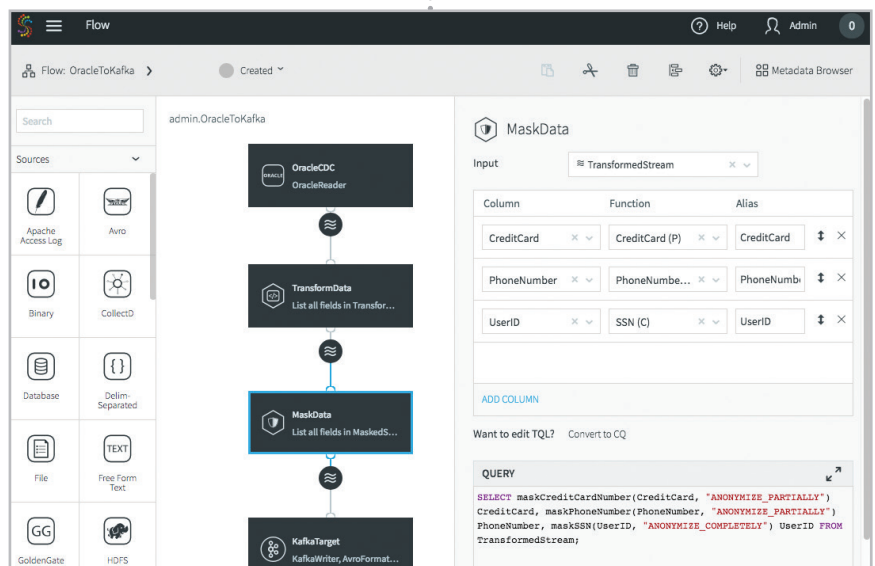 Flow
Help
Admin
0
Flow: OracleToKafka
Created
Metadata Browser
Search
Sources
Apache
Access Log
Avro
IO
Binary
CollectD
Database
{ }
Delim-
Separated
File
TEXT
Free Form
Text
GG
GoldenGate
HDFS
admin.OracleToKafka
ORACLE
OracleCDC
OracleReader
TransformData
List all fields in Transfor...
MaskData
List all fields in MaskedS...
KafkaTarget
KafkaWriter, AvroFormat...
MaskData
Input
TransformedStream
Column Function Alias
CreditCard CreditCard (P) CreditCard
PhoneNumber PhoneNumbe... PhoneNumb
UserID SSN (C) UserID
ADD COLUMN
Want to edit TQL? Convert to CQ
QUERY
SELECT maskCreditCardNumber(CreditCard, "ANONYMIZE_PARTIALLY")
CreditCard, maskPhoneNumber(PhoneNumber, "ANONYMIZE_PARTIALLY")
PhoneNumber, maskSSN(UserID, "ANONYMIZE_COMPLETELY") UserID FROM
TransformedStream;